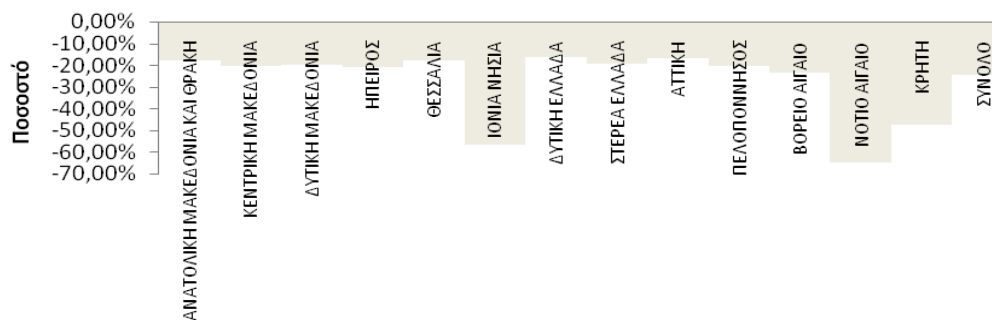 0,00%
-10,00%
-20,00%
-30,00%
-40,00%
-50,00%
-60,00%
-70,00%
Ποσοστό
ΑΝΑΤΟΛΙΚΗ ΜΑΚΕΔΟΝΙΑ ΚΑΙ ΘΡΑΚΗ
ΚΕΝΤΡΙΚΗ ΜΑΚΕΔΟΝΙΑ
ΔΥΤΙΚΗ ΜΑΚΕΔΟΝΙΑ
ΗΠΕΙΡΟΣ
ΘΕΣΣΑΛΙΑ
ΙΟΝΙΑ ΝΗΣΙΑ
ΔΥΤΙΚΗ ΕΛΛΑΔΑ
ΣΤΕΡΕΑ ΕΛΛΑΔΑ
ΑΤΤΙΚΗ
ΠΕΛΟΠΟΝΝΗΣΟΣ
ΒΟΡΕΙΟ ΑΙΓΑΙΟ
ΝΟΤΙΟ ΑΙΓΑΙΟ
ΚΡΗΤΗ
ΣΥΝΟΛΟ